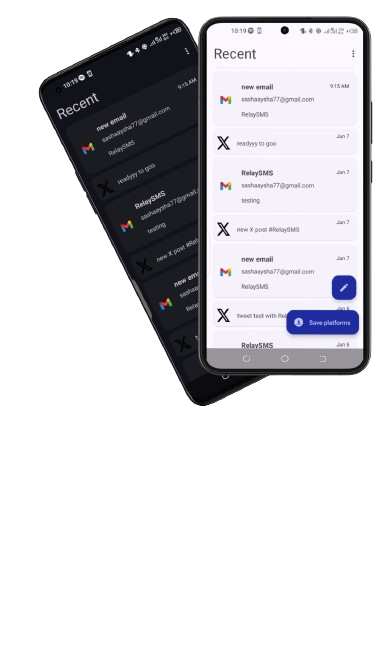 10:19
Recent
new email
9:15 AM
sashaaysha77@gmail.com
RelaySMS
readyyy to goo
RelaySMS
sashaaysha77@gmail.
testing
new X post #Rel
new em
sasha
Rela
10:19
Recent
new email
9:15 AM
sashaaysha77@gmail.com
RelaySMS
Jan 7
readyyy to goo
RelaySMS
Jan 7
sashaaysha77@gmail.com
testing
Jan 7
new X post #RelaySMS
new email
Jan 7
sashaaysha77@gmail.com
RelaySMS
Jan 6
tweet test with Rel
Save platforms
RelaySMS
Jan 6